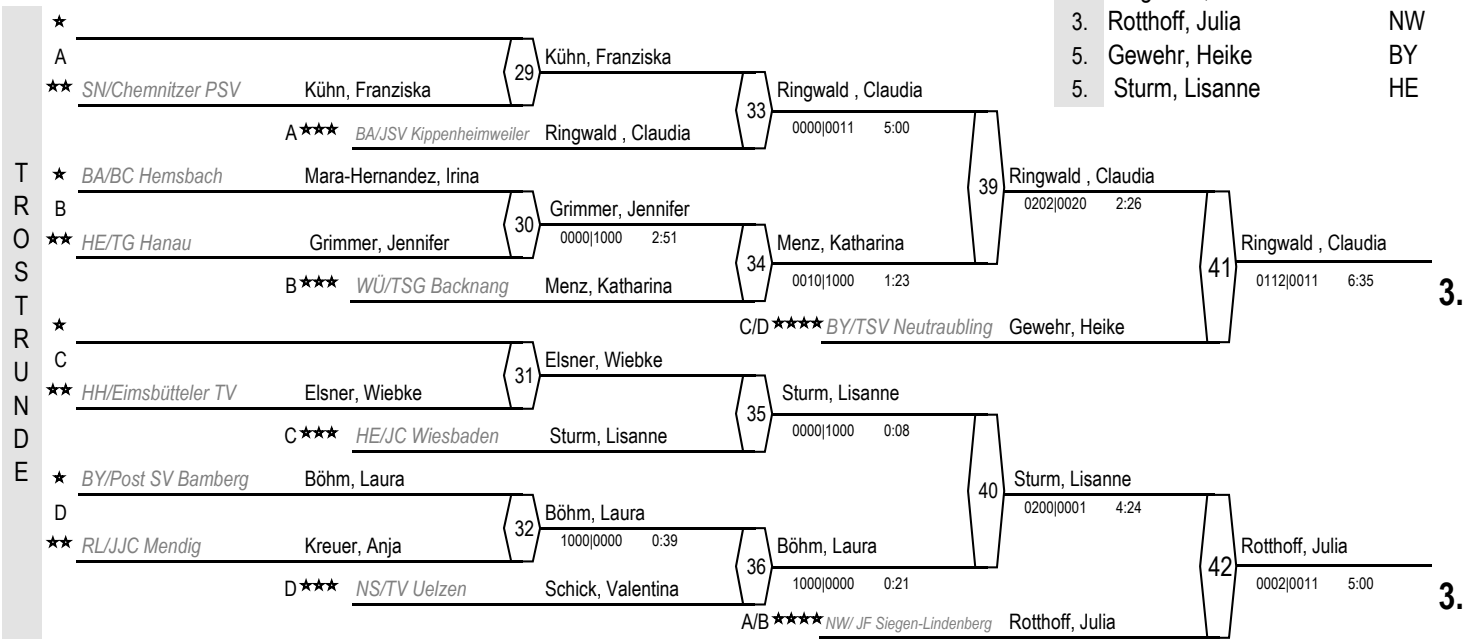 3. Rotthoff, Julia NW
5. Gewehr, Heike BY
5. Sturm, Lisanne HE
TROSTRUNDE
A
SN/Chemnitzer PSV Kühn, Franziska
29 Kühn, Franziska
A BA/JSV Kippenheimweiler Ringwald , Claudia
33 Ringwald , Claudia
0000|0011 5:00
BA/BC Hemsbach Mara-Hernandez, Irina
B
HE/TG Hanau Grimmer, Jennifer
30 Grimmer, Jennifer
0000|1000 2:51
B WÜ/TSG Backnang Menz, Katharina
34 Menz, Katharina
0010|1000 1:23
39 Ringwald , Claudia
0202|0020 2:26
C/D BY/TSV Neutraubling Gewehr, Heike
41 Ringwald , Claudia
0112|0011 6:35
3.
C
HH/Eimsbütteler TV Elsner, Wiebke
31 Elsner, Wiebke
C HE/JC Wiesbaden Sturm, Lisanne
35 Sturm, Lisanne
0000|1000 0:08
BY/Post SV Bamberg Böhm, Laura
D
RL/JJC Mendig Kreuer, Anja
32 Böhm, Laura
1000|0000 0:39
D NS/TV Uelzen Schick, Valentina
36 Böhm, Laura
1000|0000 0:21
40 Sturm, Lisanne
0200|0001 4:24
A/B NW/ JF Siegen-Lindenberg Rotthoff, Julia
42 Rotthoff, Julia
0002|0011 5:00
3.